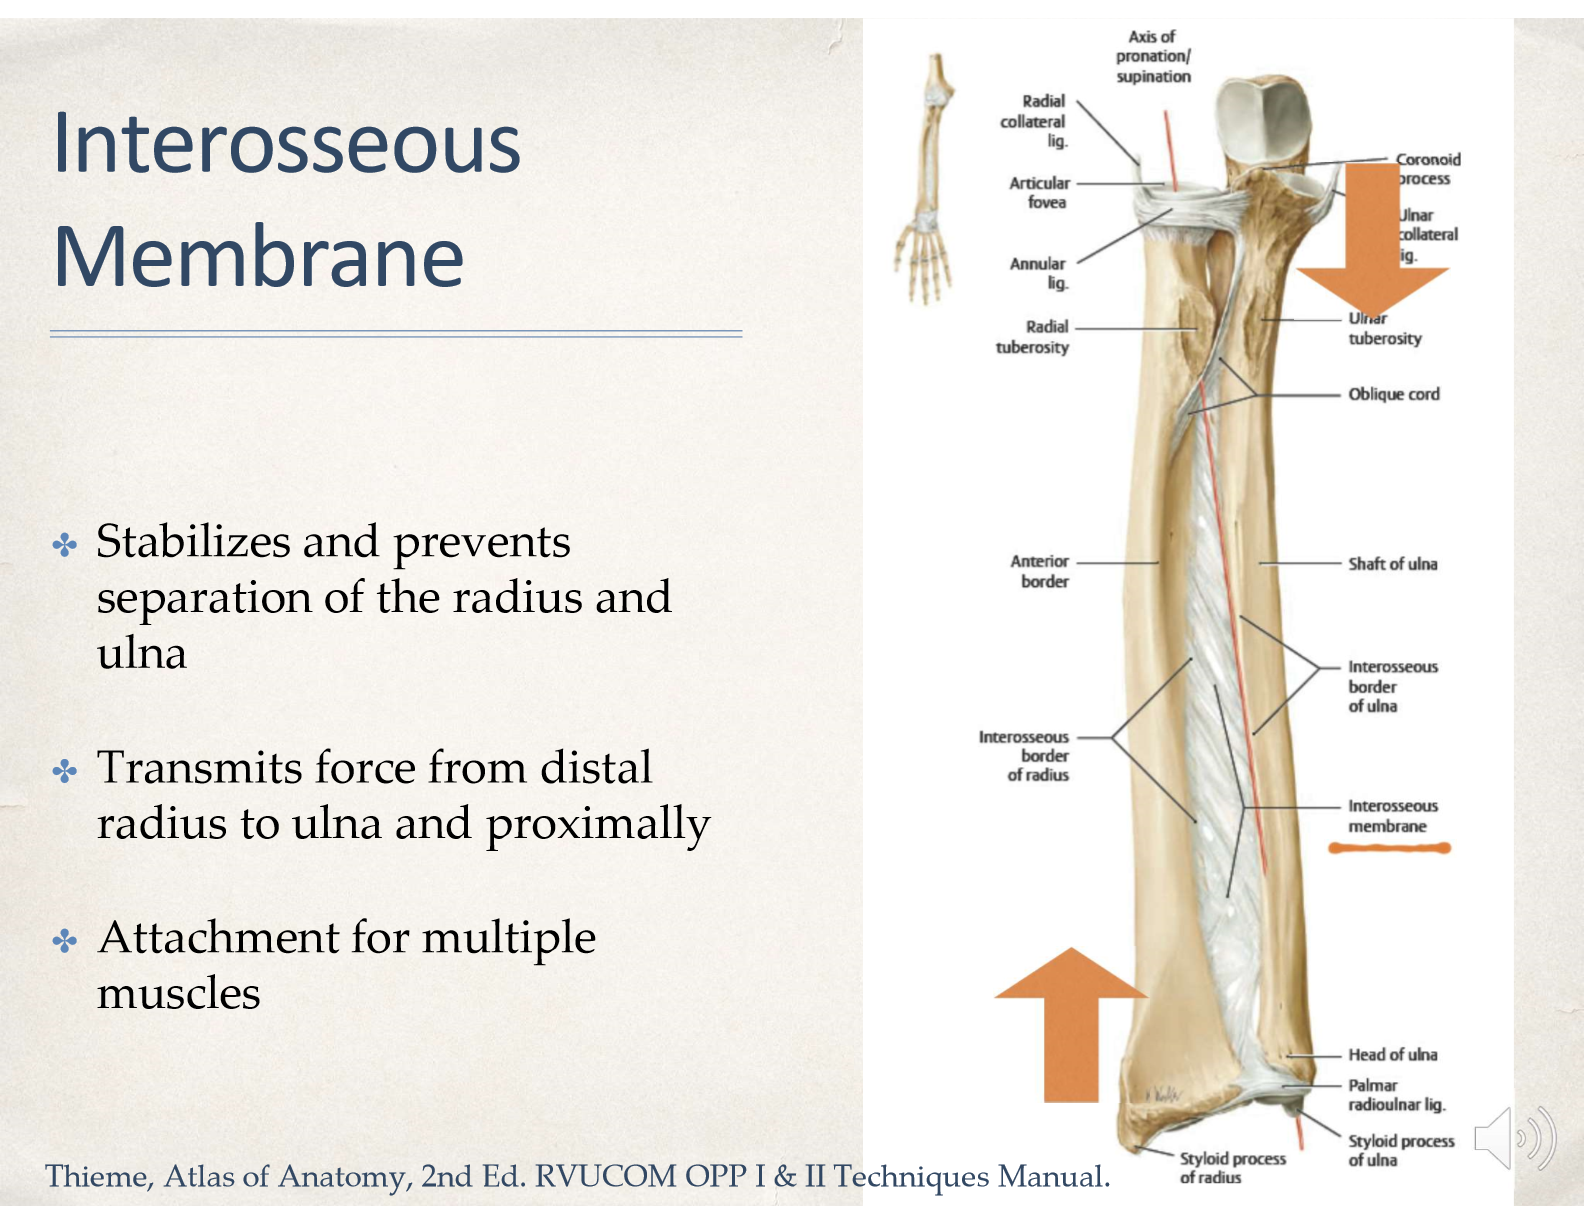 Interosseous
Membrane
Stabilizes and prevents
separation of the radius and
ulna
Transmits force from distal
radius to ulna and proximally
Attachment for multiple
muscles
Axis of
pronation/
supination
Radial
collateral
lig.
Articular
fovea
Annular
lig.
Radial
tuberosity
Anterior
border
Interosseous
border
of radius
Coronoid
process
Ulnar
collateral
lig.
Ulnar
tuberosity
Oblique cord
Shaft of ulna
Interosseous
border
of ulna
Interosseous
membrane
Head of ulna
Palmar
radioulnar lig.
Styloid process
of ulna
Styloid process
of radius
Thieme, Atlas of Anatomy, 2nd Ed. RVUCOM OPP I & II Techniques Manual.